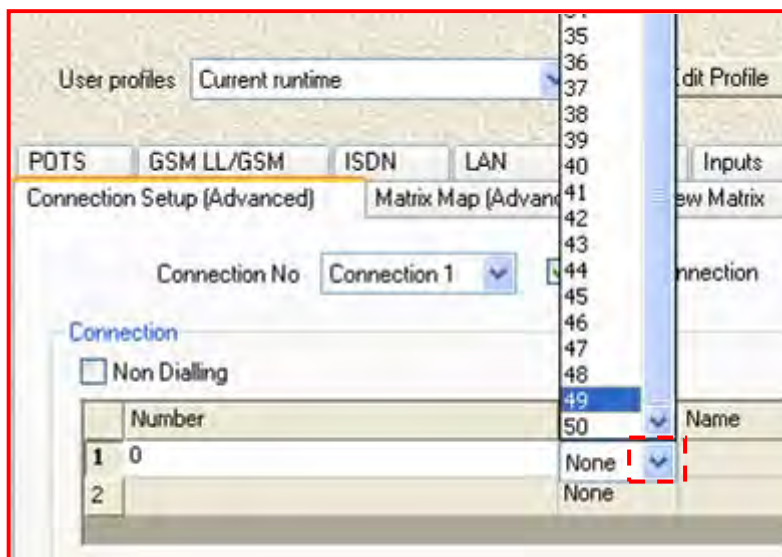 35
36
User profiles Current runtime 37 dit Profile
38
39
POTS GSM LL/GSM ISDN LAN 40 Inputs
41
Connection Setup (Advanced) Matrix Map (Advan ew Matrix
42
43
Connection No Connection 1 44 nnection
45
46
Connection 47
Non Dialling 48
49
Number 50 Name
1 0 None
2 None